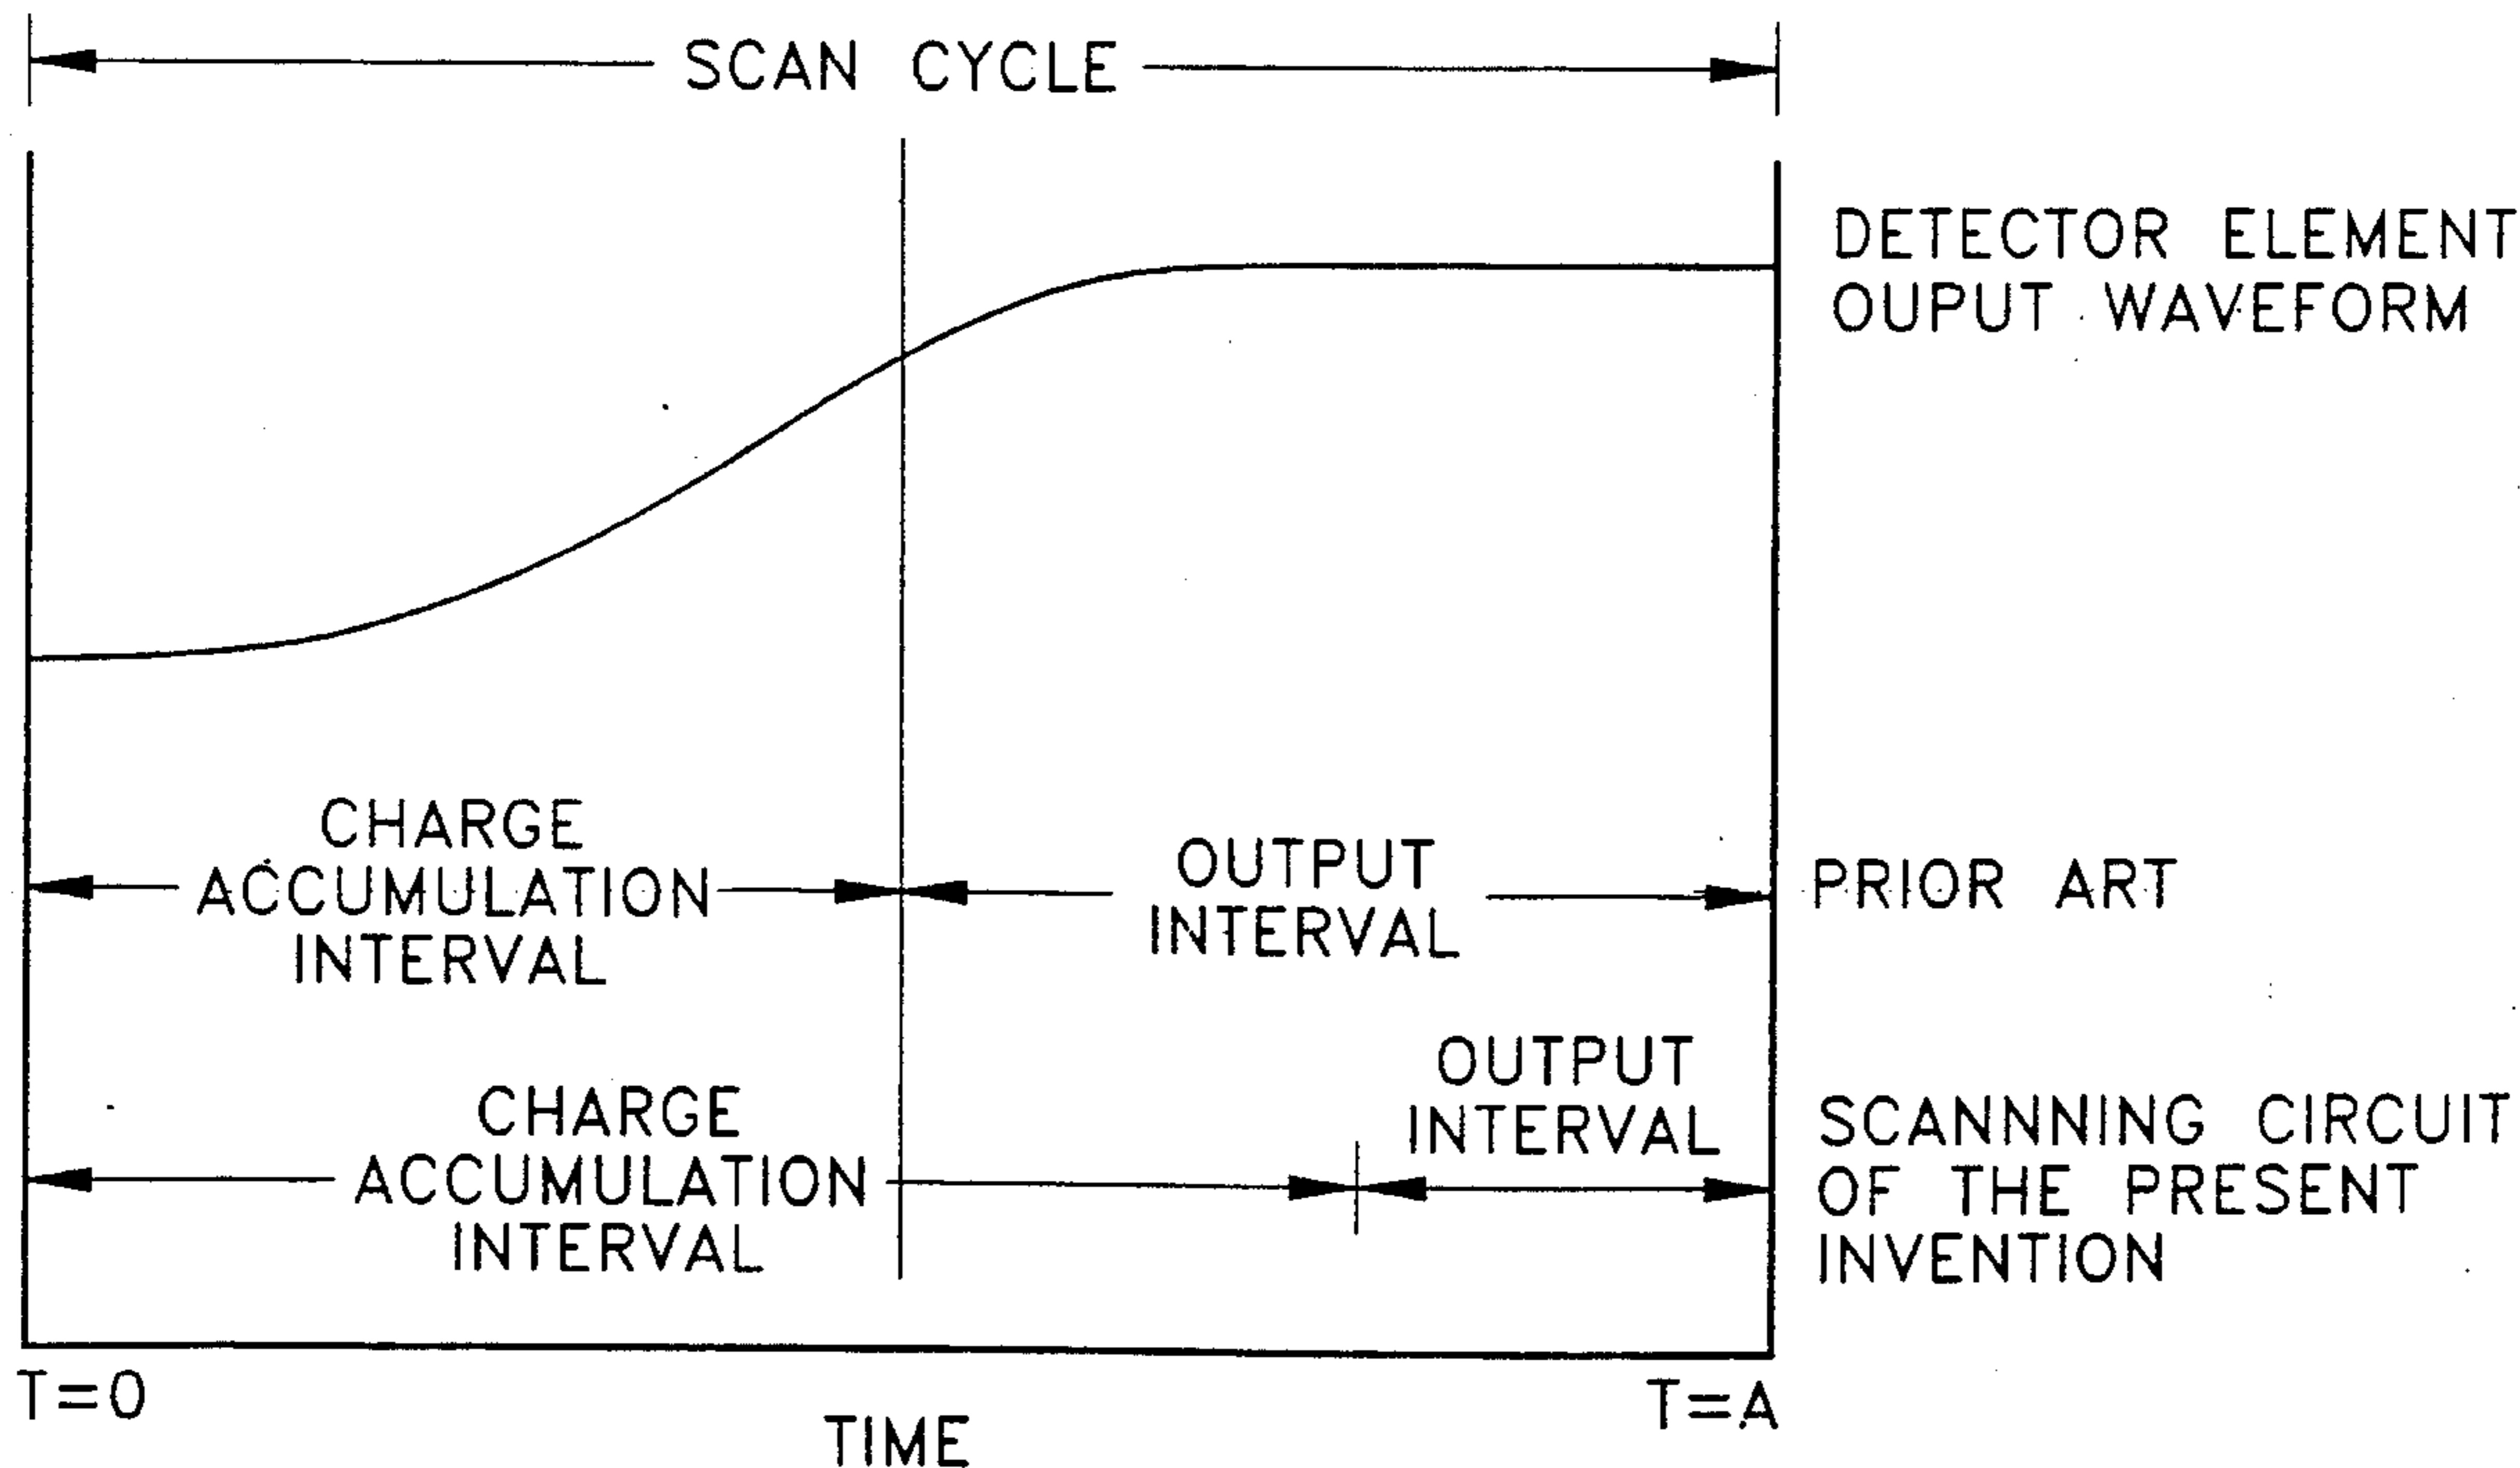 SCAN CYCLE
DETECTOR ELEMENT
OUPUT WAVEFORM
CHARGE
ACCUMULATION
INTERVAL
OUTPUT
INTERVAL
PRIOR ART
CHARGE
ACCUMULATION
INTERVAL
OUTPUT
INTERVAL
SCANNNING CIRCUIT
OF THE PRESENT
INVENTION
T=0
T=A
TIME